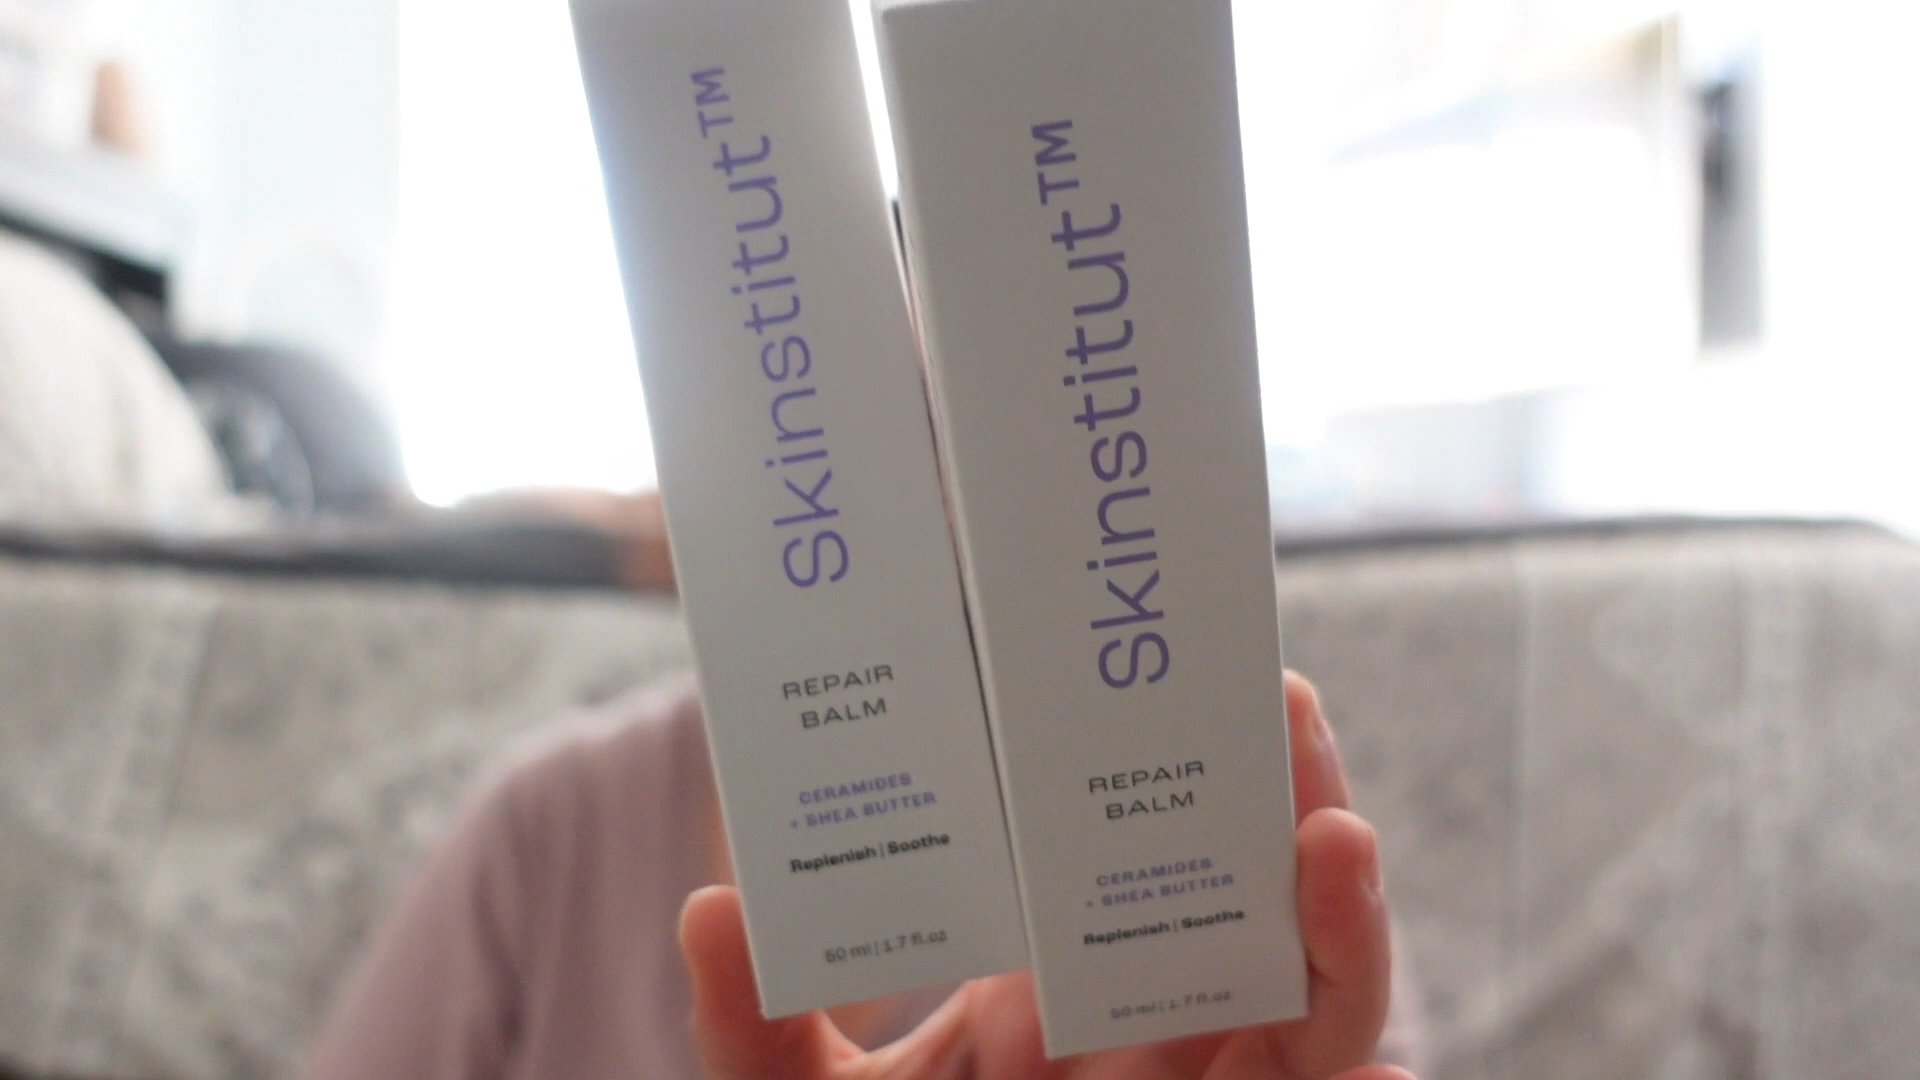 Skinstitut™
REPAIR
BALM
CERAMIDES
+ SHEA BUTTER
Replenish | Soothe
50 ml | 1.7 fl.oz
Skinstitut™
REPAIR
BALM
CERAMIDES
+ SHEA BUTTER
Replenish | Soothe
50 ml | 1.7 fl.oz